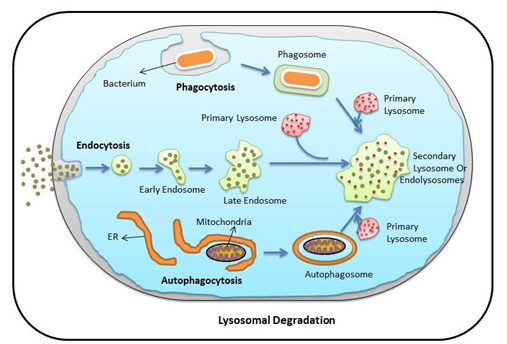 Phagosome
Bacterium
Phagocytosis
Primary
Lysosome
Primary Lysosome
Endocytosis
Early Endosome
Late Endosome
Secondary
Lysosome Or
Endolysosomes
Mitochondria
ER
Primary
Lysosome
Autophagosome
Autophagocytosis
Lysosomal Degradation